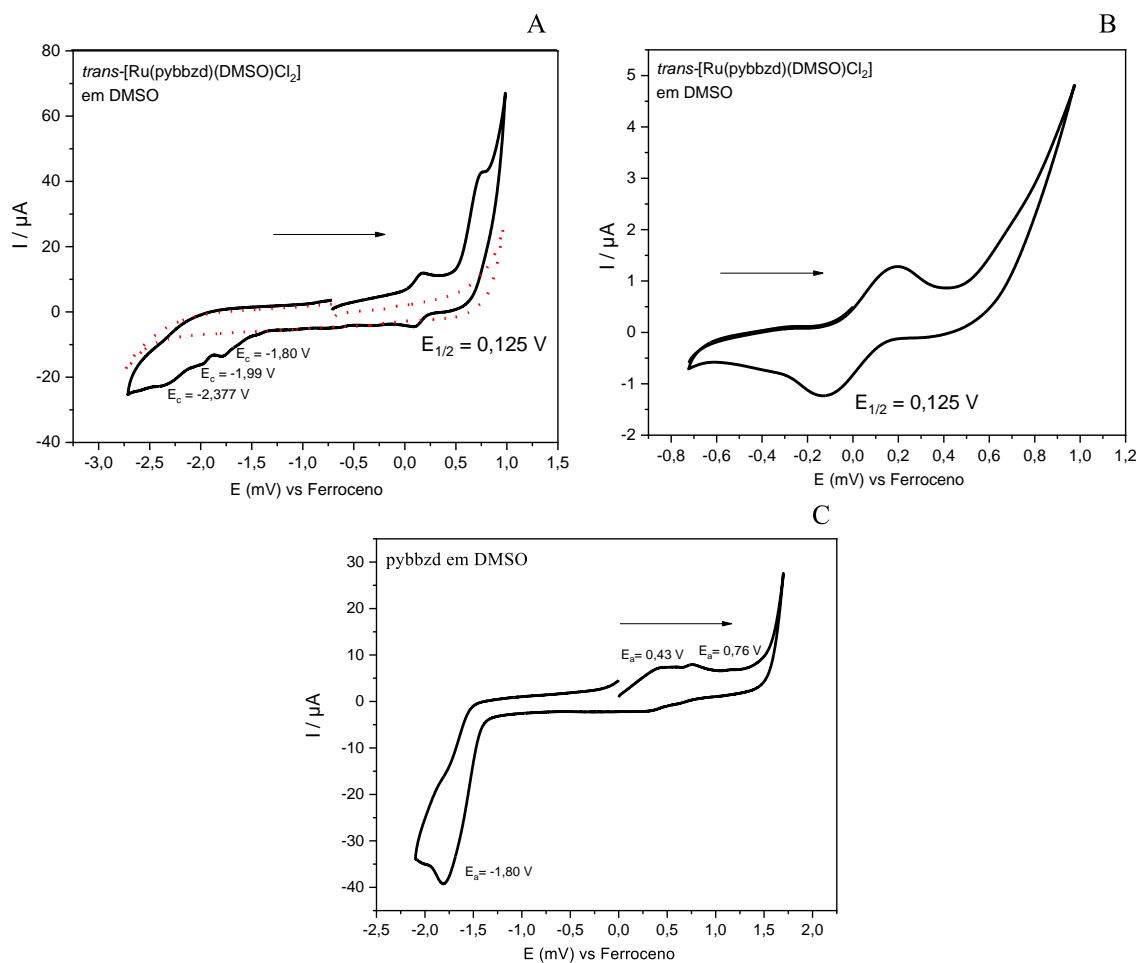 A
80
60
40
20
0
-20
-40
I / µA
trans-[Ru(pybbzd)(DMSO)Cl2]
em DMSO
Ec = -1,80 V
Ec = -1,99 V
Ec = -2,377 V
E1/2 = 0,125 V
-3,0 -2,5 -2,0 -1,5 -1,0 -0,5 0,0 0,5 1,0 1,5
E (mV) vs Ferroceno
B
5
4
3
2
1
0
-1
-2
I / µA
trans-[Ru(pybbzd)(DMSO)Cl2]
em DMSO
E1/2 = 0,125 V
-0,8 -0,6 -0,4 -0,2 0,0 0,2 0,4 0,6 0,8 1,0 1,2
E (mV) vs Ferroceno
C
30
20
10
0
-10
-20
-30
-40
I / µA
pybbzd em DMSO
Ea= 0,43 V Ea= 0,76 V
Ea= -1,80 V
-2,5 -2,0 -1,5 -1,0 -0,5 0,0 0,5 1,0 1,5 2,0
E (mV) vs Ferroceno